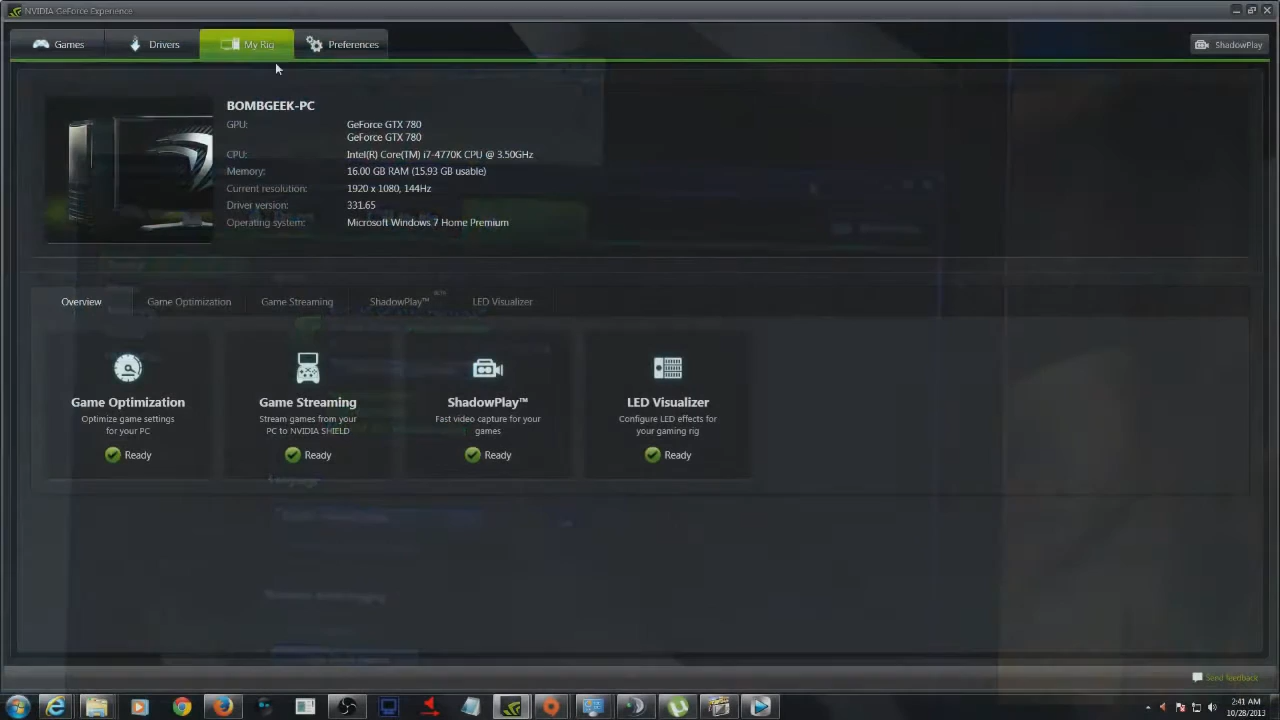 NVIDIA GeForce Experience
Games
Drivers
My Rig
Preferences
ShadowPlay
BOMBGEEK-PC
GPU: GeForce GTX 780
GeForce GTX 780
CPU: Intel(R) Core(TM) i7-4770K CPU @ 3.50GHz
Memory: 16.00 GB RAM (15.93 GB usable)
Current resolution: 1920 x 1080, 144Hz
Driver version: 331.65
Operating system: Microsoft Windows 7 Home Premium
Overview
Game Optimization
Game Streaming
ShadowPlay™ BETA
LED Visualizer
Game Optimization
Optimize game settings
for your PC
Ready
Game Streaming
Stream games from your
PC to NVIDIA SHIELD
Ready
ShadowPlay™
Fast video capture for your
games
Ready
LED Visualizer
Configure LED effects for
your gaming rig
Ready
Language
Send feedback
2:41 AM
10/28/2013